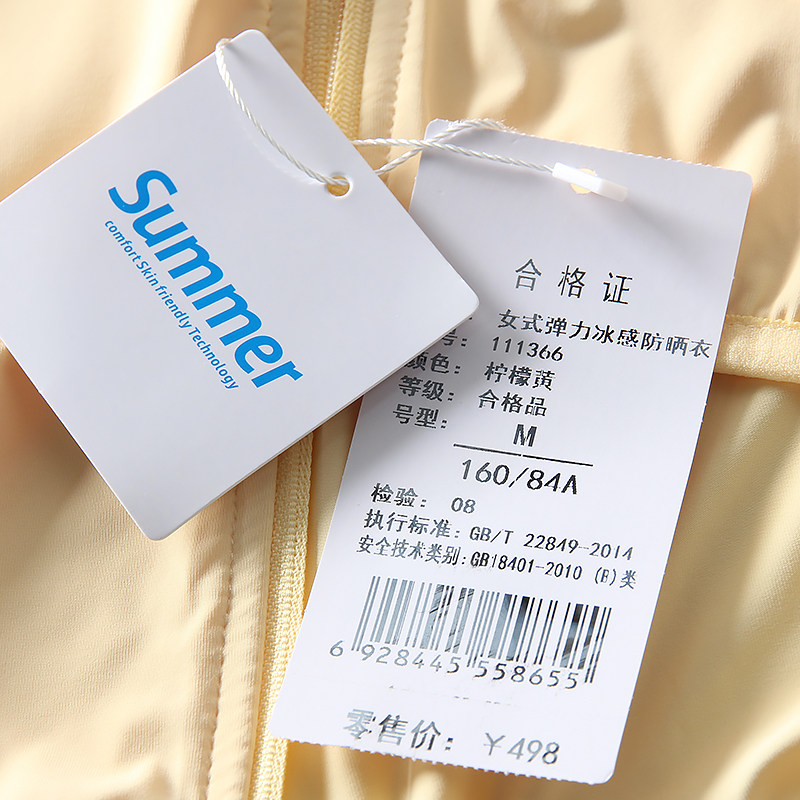 Summer
comfort Skin friendly Technology
合格证
女式弹力冰感防晒衣
号: 111366
颜色: 柠檬黄
等级: 合格品
号型: M
160/84A
检验: 08
执行标准: GB/T 22849-2014
安全技术类别: GB18401-2010 (B)类
6 928445 558655
零售价: ¥498